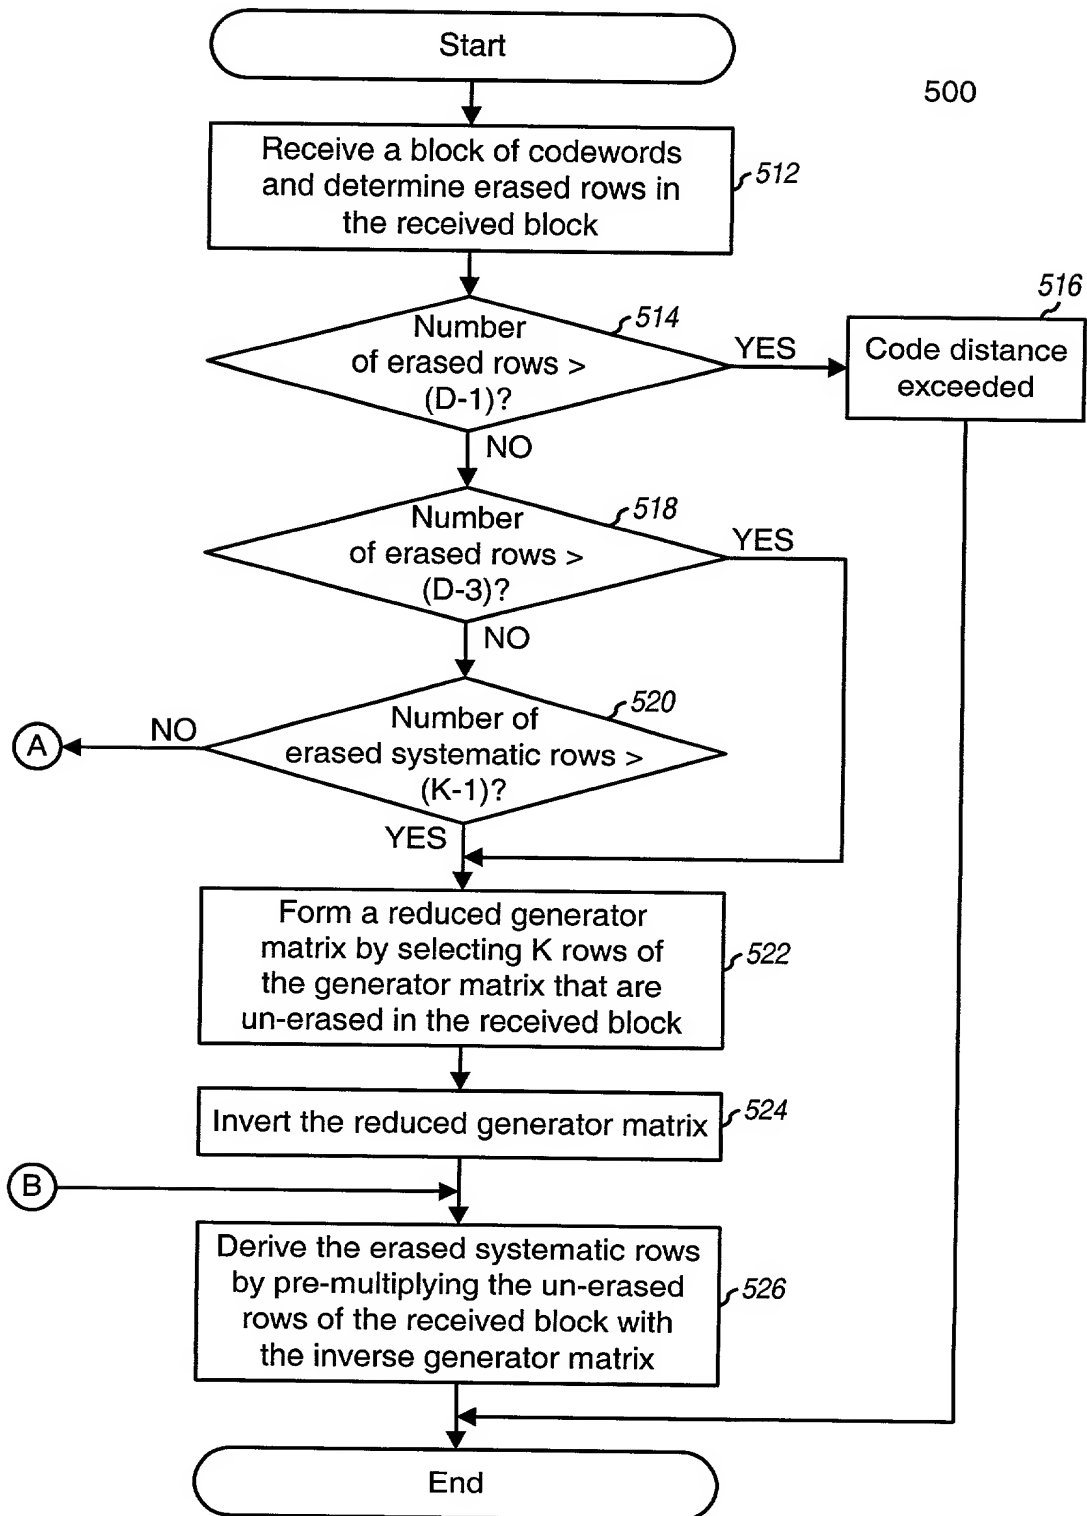 Start
500
Receive a block of codewords
and determine erased rows in
the received block
512
Number
of erased rows >
(D-1)?
514
YES
516
Code distance
exceeded
NO
Number
of erased rows >
(D-3)?
518
YES
NO
Number of
erased systematic rows >
(K-1)?
520
NO
A
YES
Form a reduced generator
matrix by selecting K rows of
the generator matrix that are
un-erased in the received block
522
Invert the reduced generator matrix
524
B
Derive the erased systematic rows
by pre-multiplying the un-erased
rows of the received block with
the inverse generator matrix
526
End